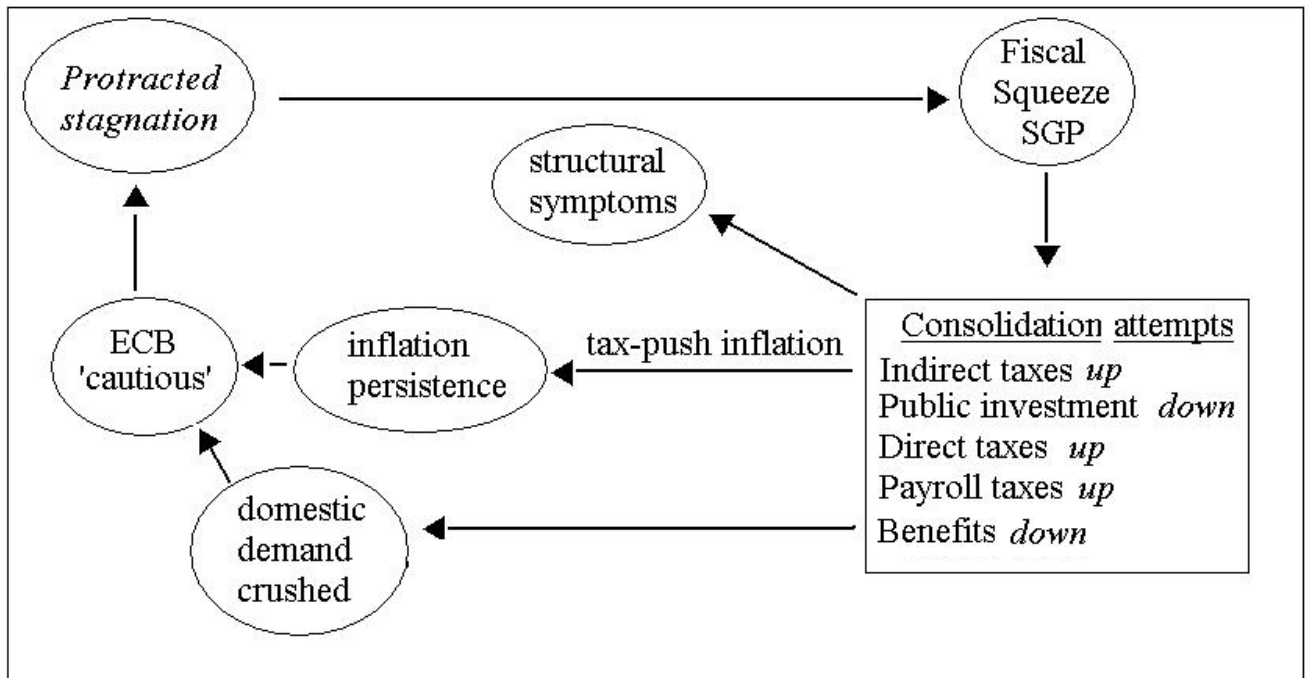 Protracted
stagnation
Fiscal
Squeeze
SGP
structural
symptoms
ECB
'cautious'
inflation
persistence
tax-push inflation
Consolidation attempts
Indirect taxes up
Public investment down
Direct taxes up
Payroll taxes up
Benefits down
domestic
demand
crushed